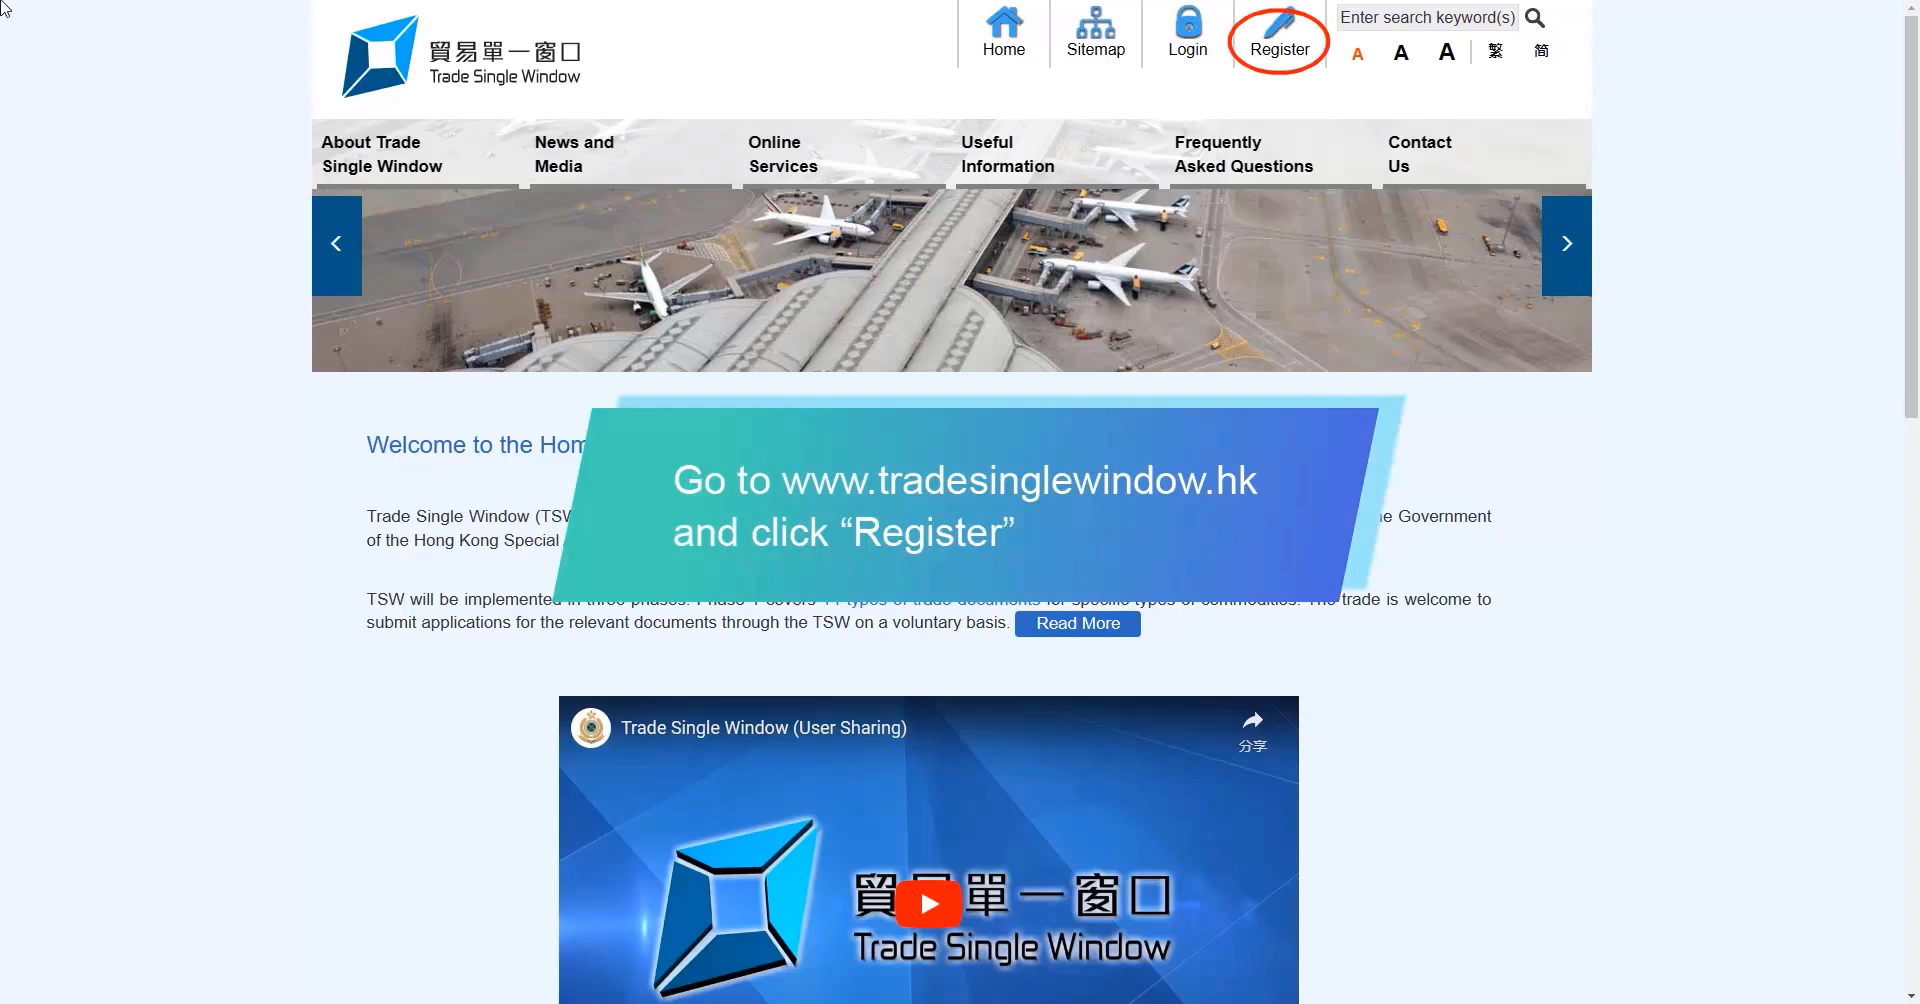 貿易單一窗口
Trade Single Window
Home
Sitemap
Login
Register
Enter search keyword(s)
A A A 繁 简
About Trade
Single Window
News and
Media
Online
Services
Useful
Information
Frequently
Asked Questions
Contact
Us
Welcome to the Hom
Go to www.tradesinglewindow.hk
and click “Register”
Trade Single Window (TSW
e Government
of the Hong Kong Special
TSW will be implemented in three phases. Phase 1 covers 14 types of trade documents for specific types of commodities. The trade is welcome to
submit applications for the relevant documents through the TSW on a voluntary basis. Read More
Trade Single Window (User Sharing)
分享
貿易單一窗口
Trade Single Window